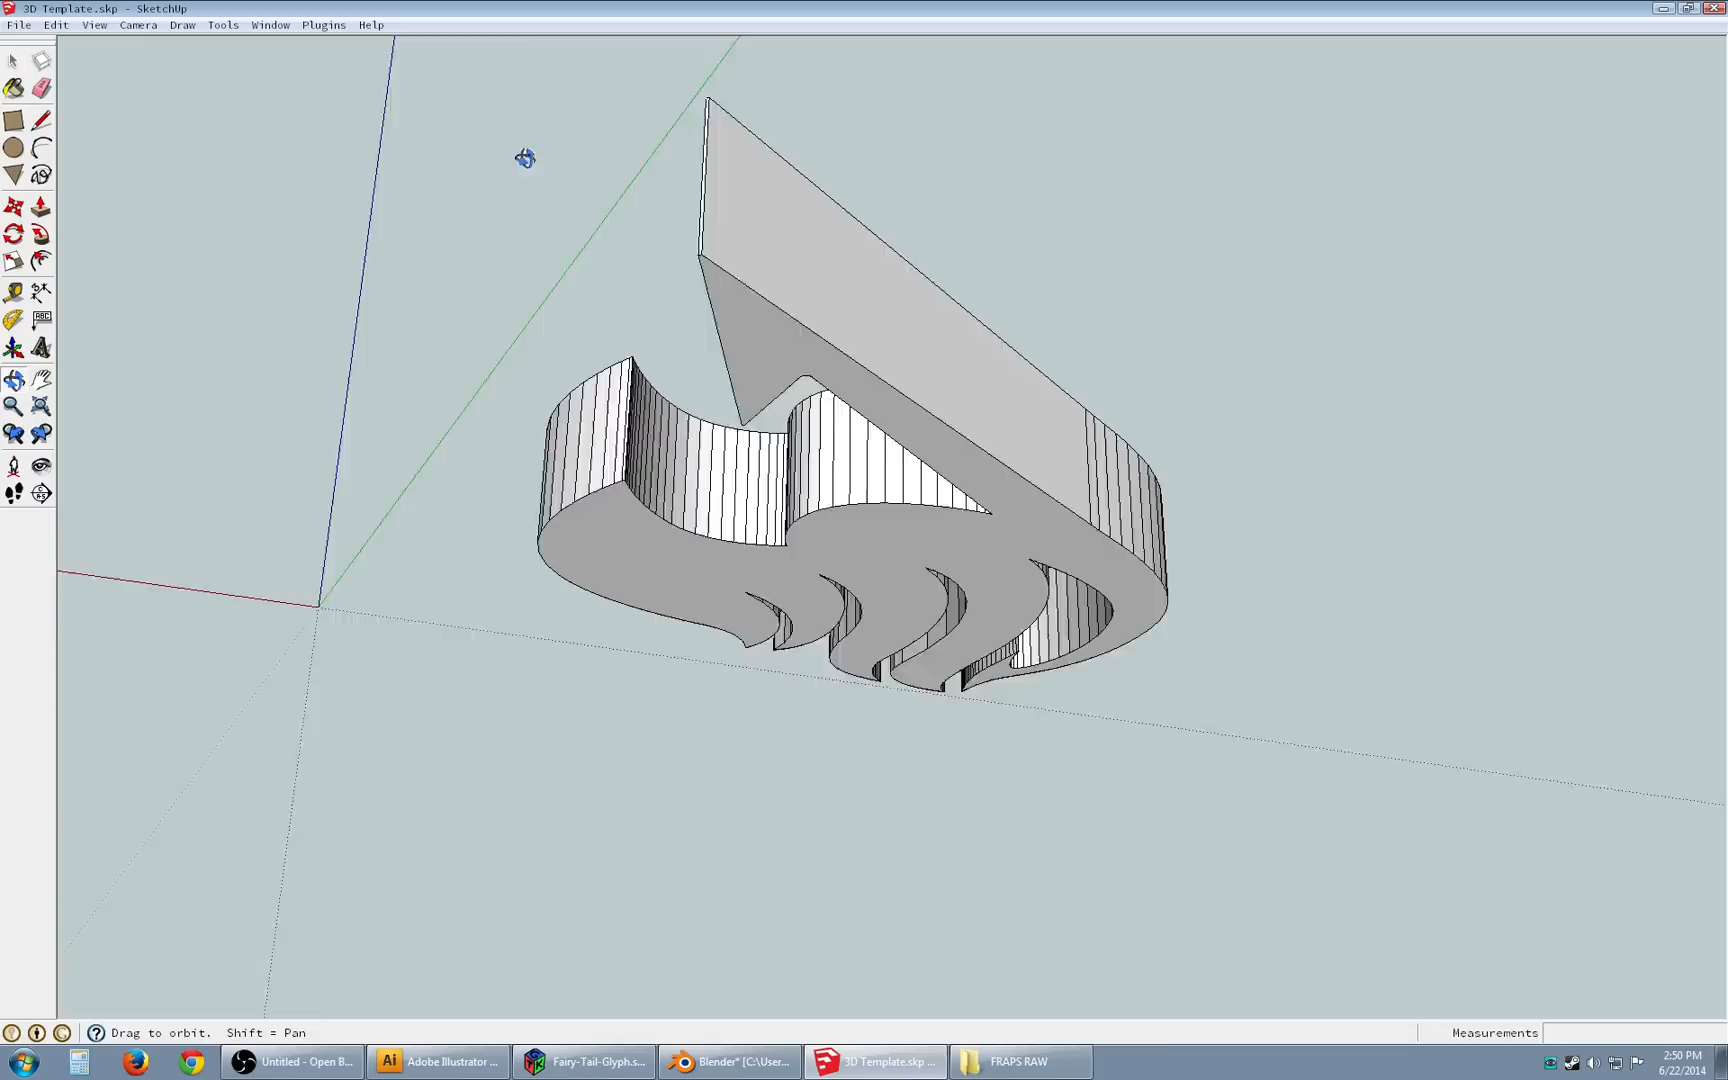 3D Template.skp - SketchUp
File Edit View Camera Draw Tools Window Plugins Help
ABC
Drag to orbit. Shift = Pan
Measurements
Untitled - Open B...
Ai Adobe Illustrator ...
Fairy-Tail-Glyph.s...
Blender* [C:\User...
3D Template.skp ...
FRAPS RAW
2:50 PM
6/22/2014